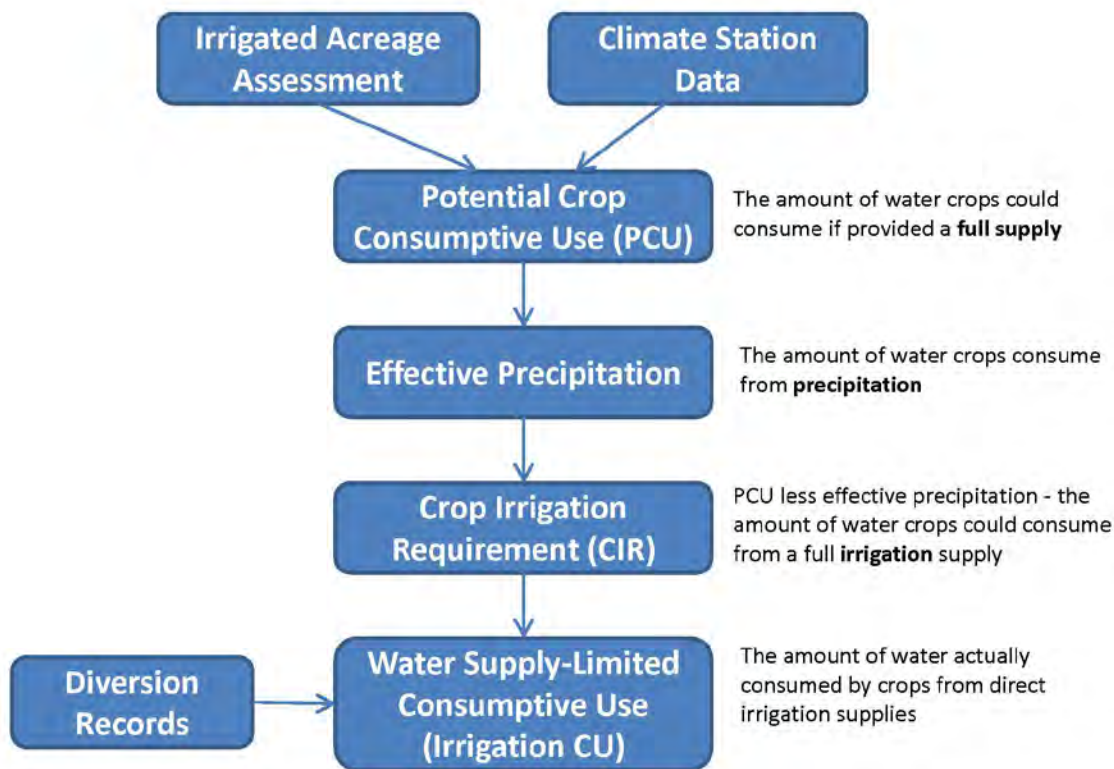 Irrigated Acreage
Assessment
Climate Station
Data
Potential Crop
Consumptive Use (PCU)
The amount of water crops could
consume if provided a full supply
Effective Precipitation
The amount of water crops consume
from precipitation
Crop Irrigation
Requirement (CIR)
PCU less effective precipitation - the
amount of water crops could consume
from a full irrigation supply
Diversion
Records
Water Supply-Limited
Consumptive Use
(Irrigation CU)
The amount of water actually
consumed by crops from direct
irrigation supplies